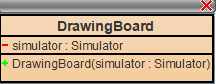 DrawingBoard
- simulator : Simulator
+ DrawingBoard(simulator : Simulator)